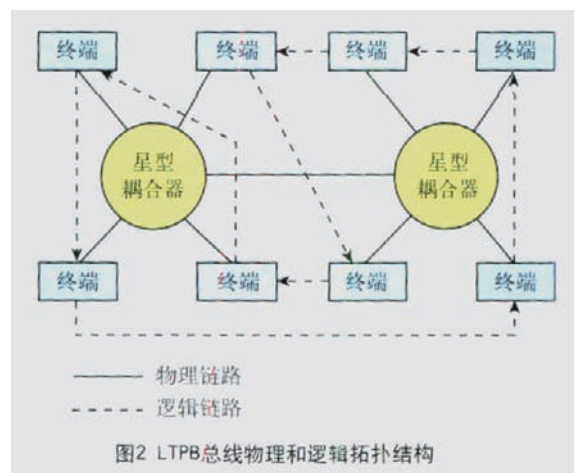 终端 终端 终端 终端
星型 星型
耦合器 耦合器
终端 终端 终端 终端
物理链路
逻辑链路
图2 LTPB总线物理和逻辑拓扑结构